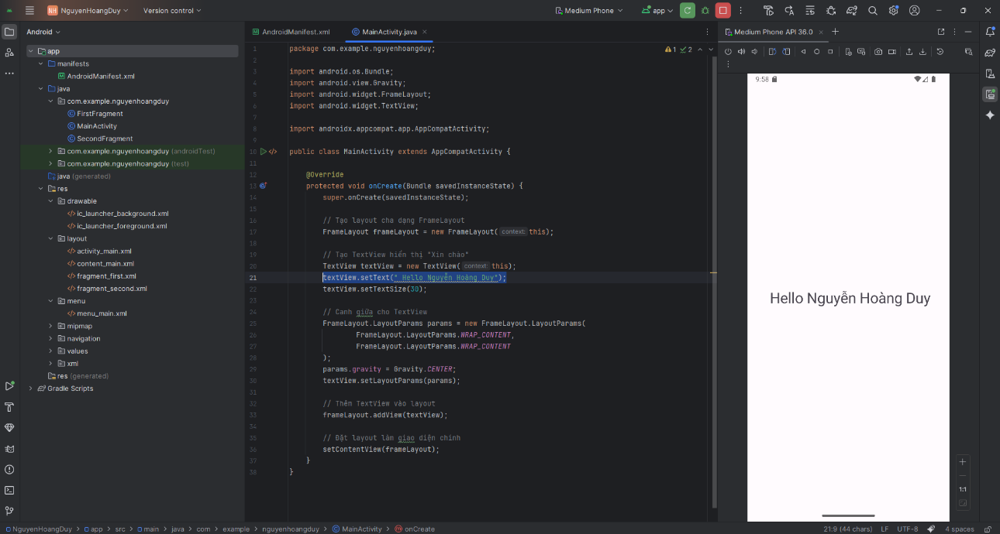 NH NguyenHoangDuy Version control
Medium Phone app
Android
app
manifests
AndroidManifest.xml
java
com.example.nguyenhoangduy
FirstFragment
MainActivity
SecondFragment
com.example.nguyenhoangduy (androidTest)
com.example.nguyenhoangduy (test)
java (generated)
res
drawable
ic_launcher_background.xml
ic_launcher_foreground.xml
layout
activity_main.xml
content_main.xml
fragment_first.xml
fragment_second.xml
menu
menu_main.xml
mipmap
navigation
values
xml
res (generated)
Gradle Scripts
AndroidManifest.xml MainActivity.java
1 2
1 package com.example.nguyenhoangduy;
2
3 import android.os.Bundle;
4 import android.view.Gravity;
5 import android.widget.FrameLayout;
6 import android.widget.TextView;
7
8 import androidx.appcompat.app.AppCompatActivity;
9
10 public class MainActivity extends AppCompatActivity {
11
12 @Override
13 protected void onCreate(Bundle savedInstanceState) {
14 super.onCreate(savedInstanceState);
15
16 // Tạo layout cha dạng FrameLayout
17 FrameLayout frameLayout = new FrameLayout( context: this);
18
19 // Tạo TextView hiển thị "Xin chào"
20 TextView textView = new TextView( context: this);
21 textView.setText(" Hello Nguyễn Hoàng Duy");
22 textView.setTextSize(30);
23
24 // Canh giữa cho TextView
25 FrameLayout.LayoutParams params = new FrameLayout.LayoutParams(
26 FrameLayout.LayoutParams.WRAP_CONTENT,
27 FrameLayout.LayoutParams.WRAP_CONTENT
28 );
29 params.gravity = Gravity.CENTER;
30 textView.setLayoutParams(params);
31
32 // Thêm TextView vào layout
33 frameLayout.addView(textView);
34
35 // Đặt layout làm giao diện chính
36 setContentView(frameLayout);
37 }
38 }
Medium Phone API 36.0
9:58
Hello Nguyễn Hoàng Duy
1:1
NguyenHoangDuy > app > src > main > java > com > example > nguyenhoangduy > MainActivity > onCreate
21:9 (44 chars) LF UTF-8 4 spaces